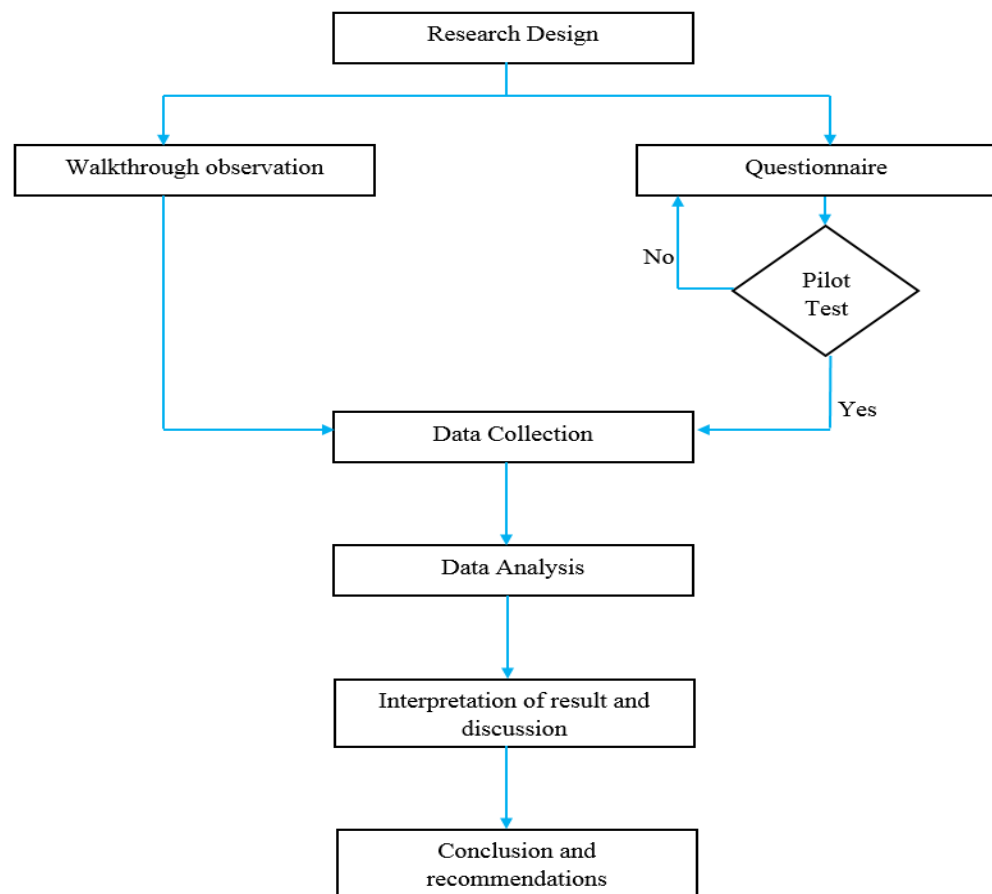 Research Design
Walkthrough observation
Questionnaire
No
Pilot
Test
Yes
Data Collection
Data Analysis
Interpretation of result and
discussion
Conclusion and
recommendations